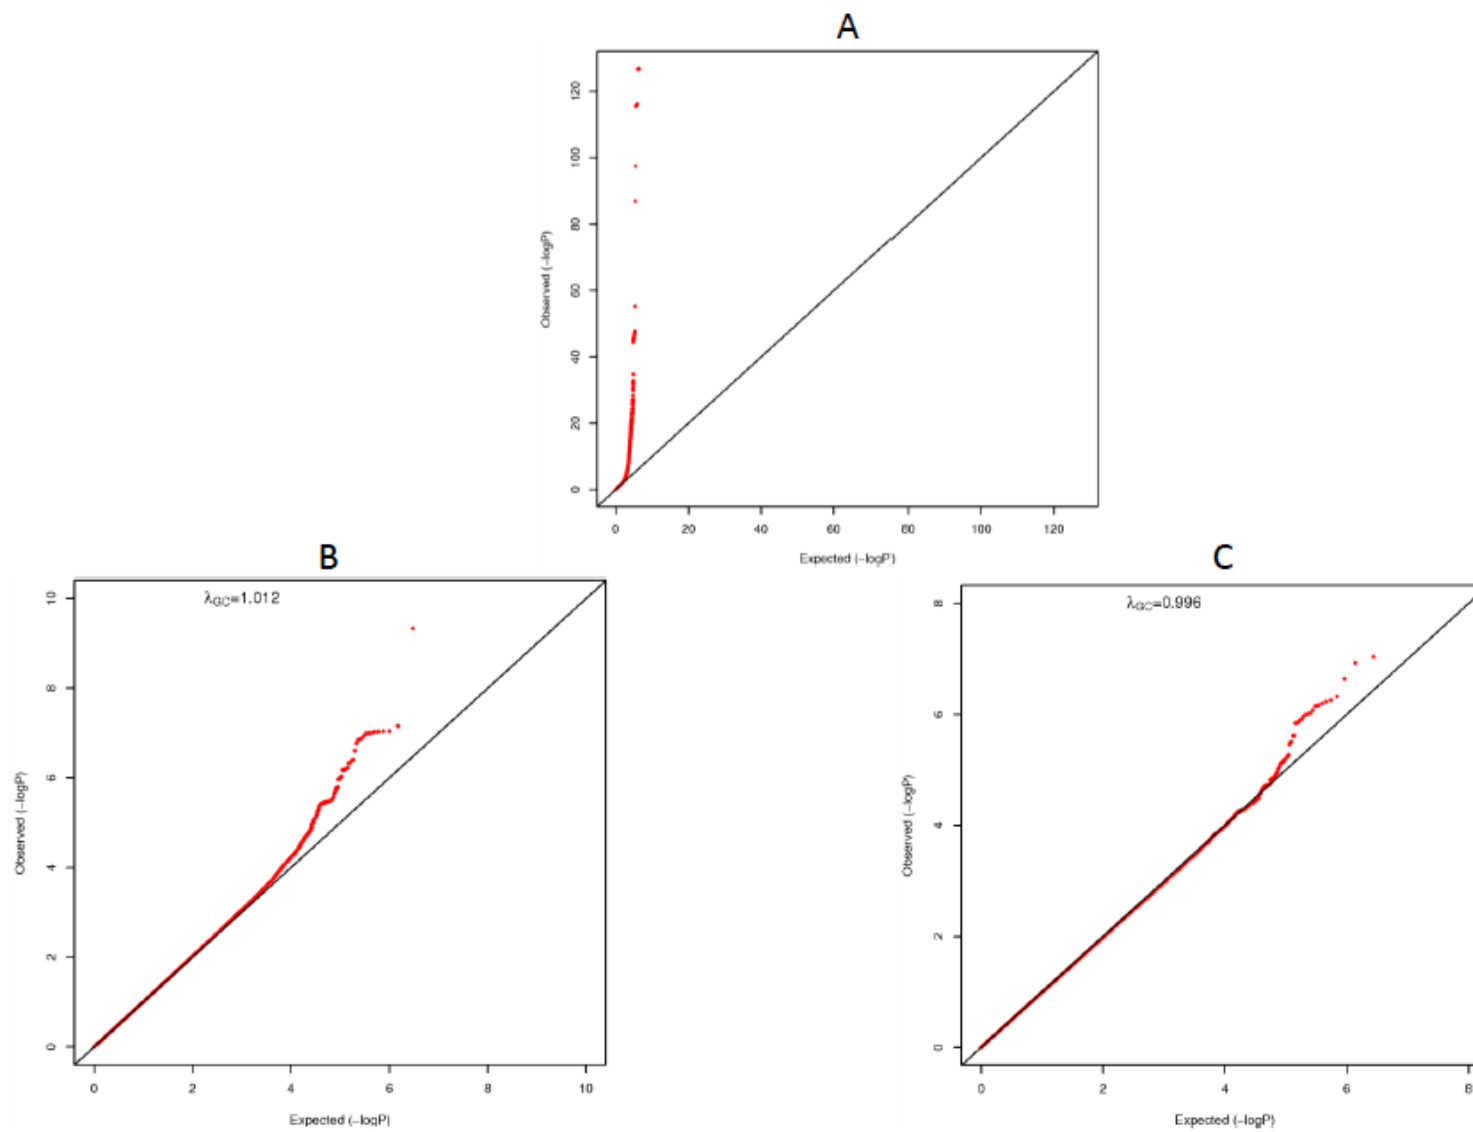 A
Observed (-logP)
120
100
80
60
40
20
0
0 20 40 60 80 100 120
Expected (-logP)
B
λGC=1.012
Observed (-logP)
10
8
6
4
2
0
0 2 4 6 8 10
Expected (-logP)
C
λGC=0.996
Observed (-logP)
8
6
4
2
0
0 2 4 6 8
Expected (-logP)